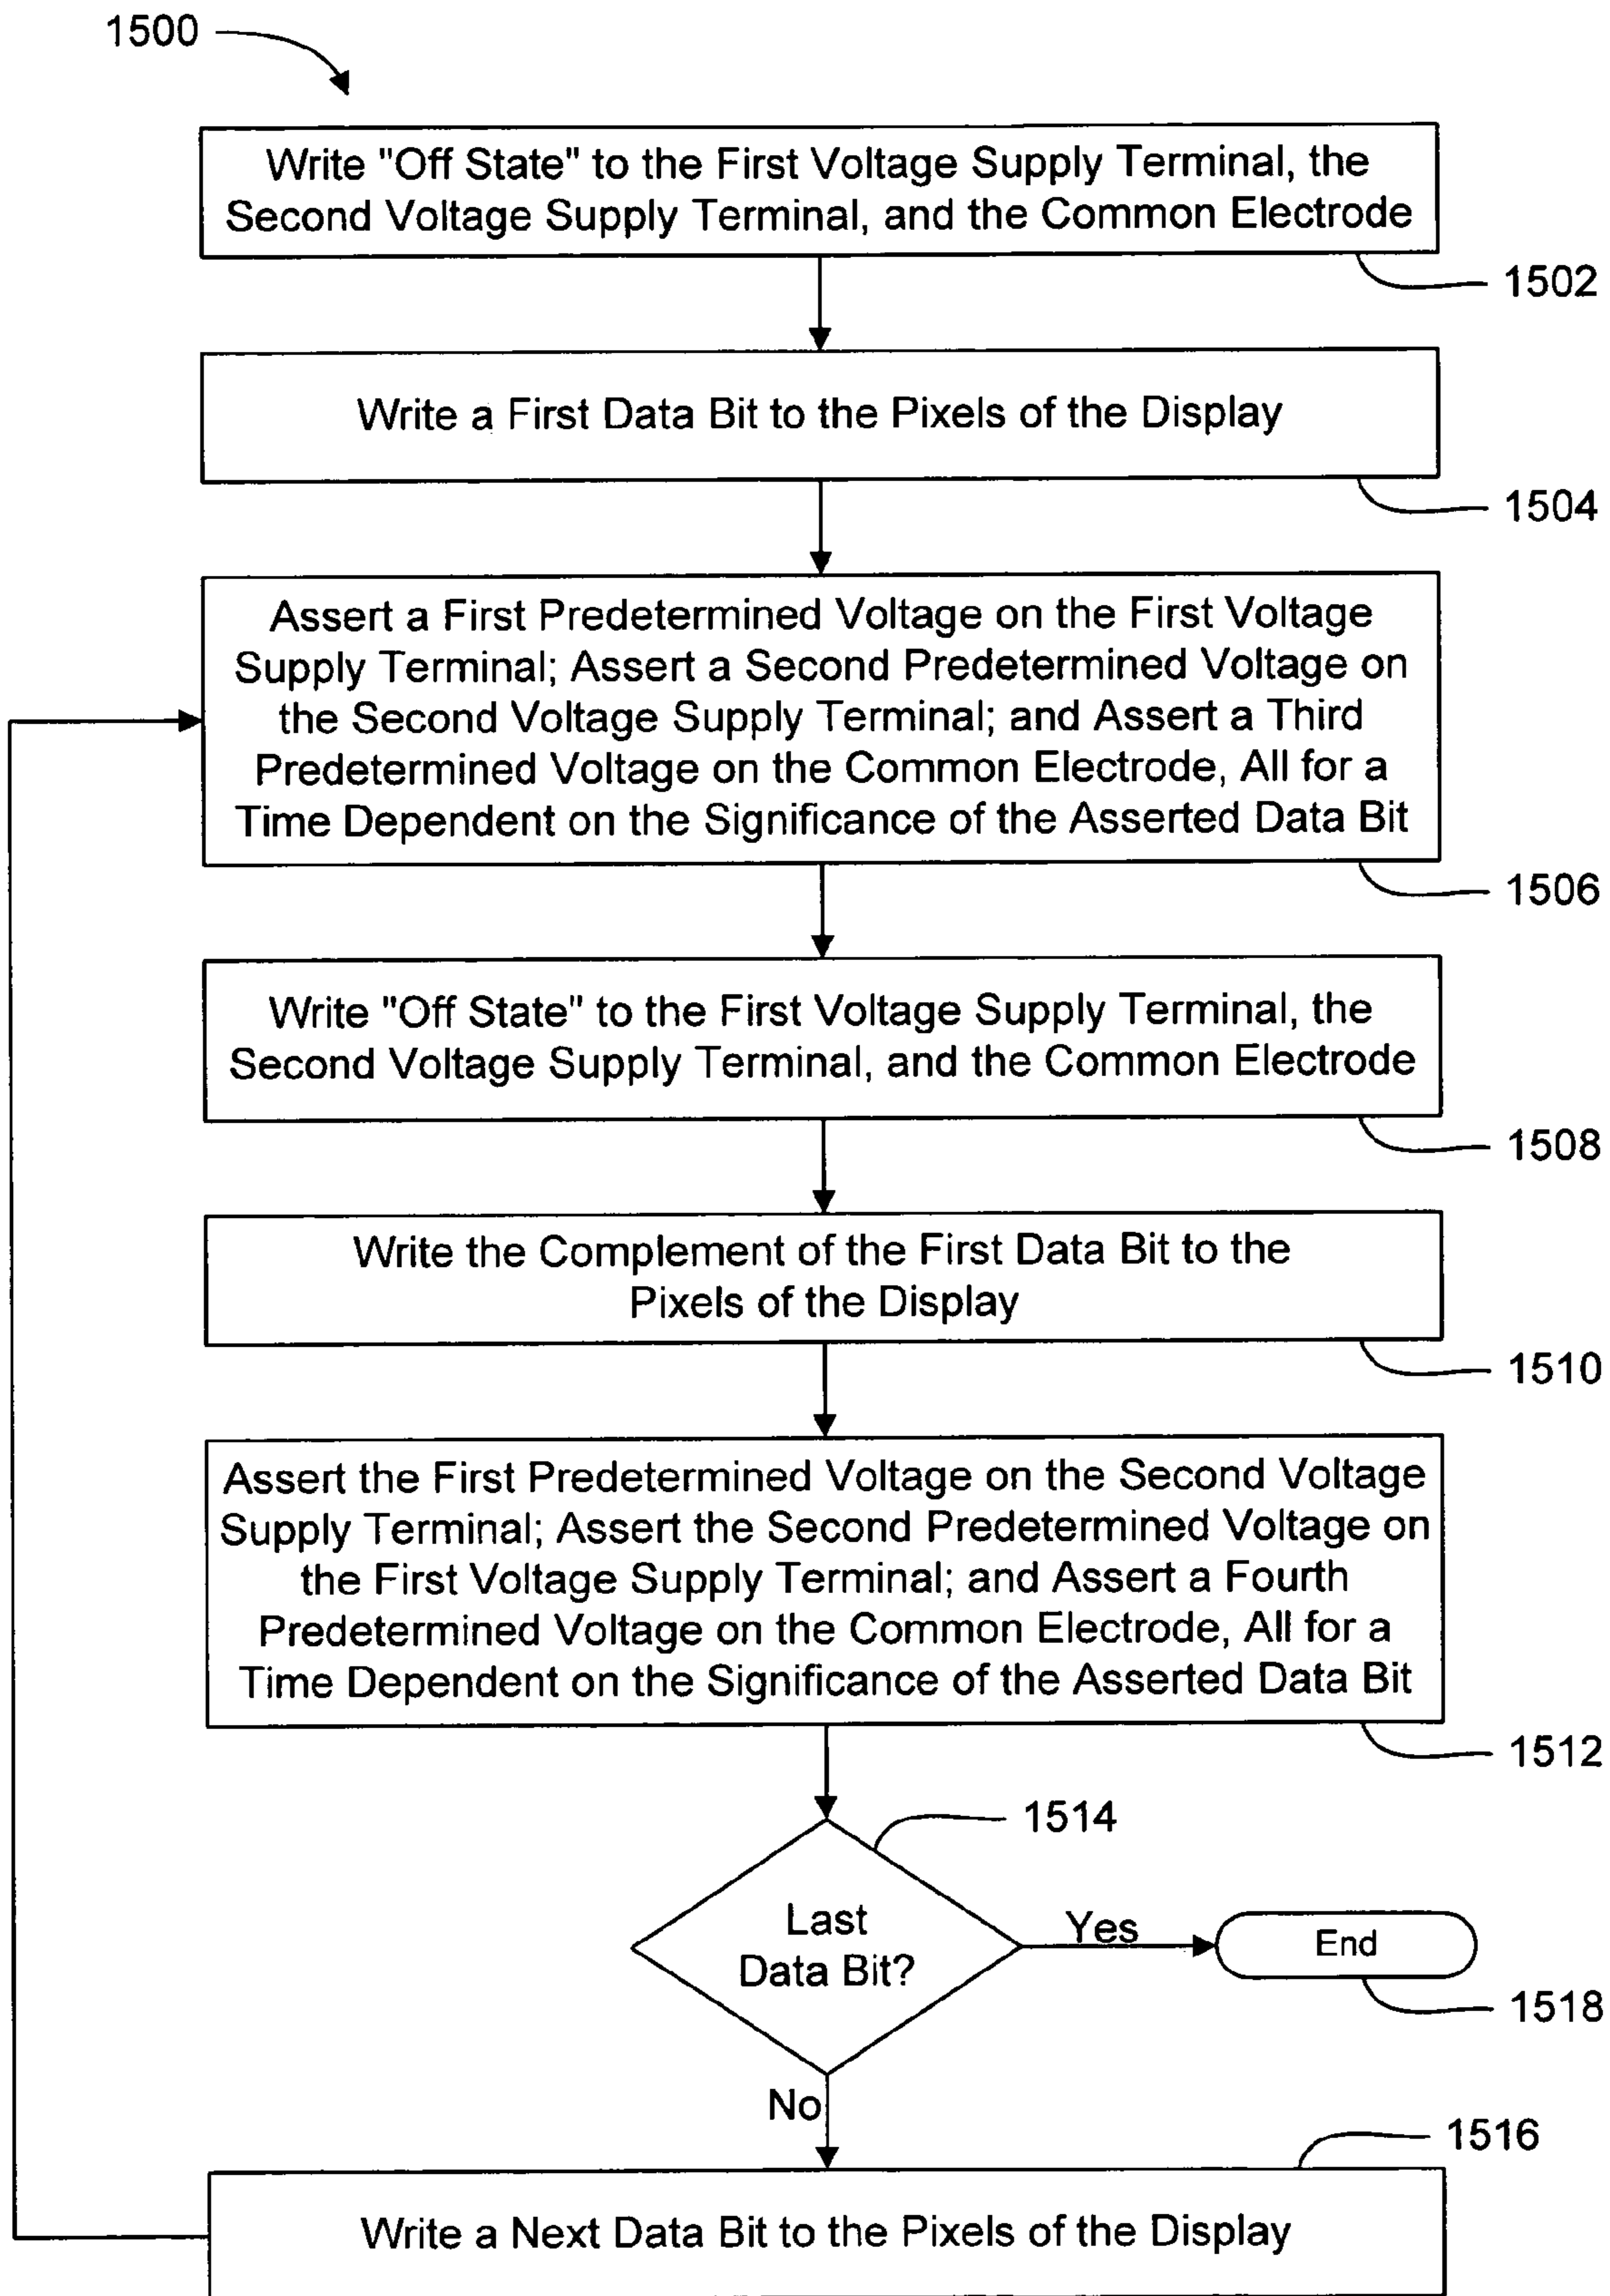 1500
Write "Off State" to the First Voltage Supply Terminal, the
Second Voltage Supply Terminal, and the Common Electrode
1502
Write a First Data Bit to the Pixels of the Display
1504
Assert a First Predetermined Voltage on the First Voltage
Supply Terminal; Assert a Second Predetermined Voltage on
the Second Voltage Supply Terminal; and Assert a Third
Predetermined Voltage on the Common Electrode, All for a
Time Dependent on the Significance of the Asserted Data Bit
1506
Write "Off State" to the First Voltage Supply Terminal, the
Second Voltage Supply Terminal, and the Common Electrode
1508
Write the Complement of the First Data Bit to the
Pixels of the Display
1510
Assert the First Predetermined Voltage on the Second Voltage
Supply Terminal; Assert the Second Predetermined Voltage on
the First Voltage Supply Terminal; and Assert a Fourth
Predetermined Voltage on the Common Electrode, All for a
Time Dependent on the Significance of the Asserted Data Bit
1512
1514
Last
Data Bit?
Yes
End
1518
No
1516
Write a Next Data Bit to the Pixels of the Display